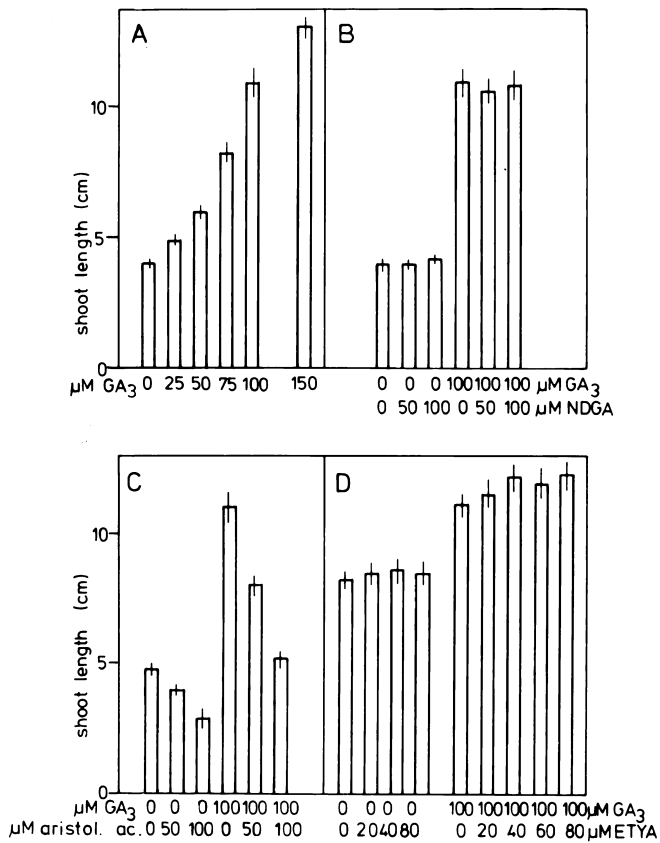 A
B
10
5
0
shoot length (cm)
μM GA3 0 25 50 75 100 150
0 0 0 100 100 100 μM GA3
0 50 100 0 50 100 μM NDGA
C
D
10
5
0
shoot length (cm)
μM GA3 0 0 0 100 100 100
μM aristol. ac. 0 50 100 0 50 100
0 0 0 0 100 100 100 100 100 μM GA3
0 20 40 80 0 20 40 60 80 μM ETYA